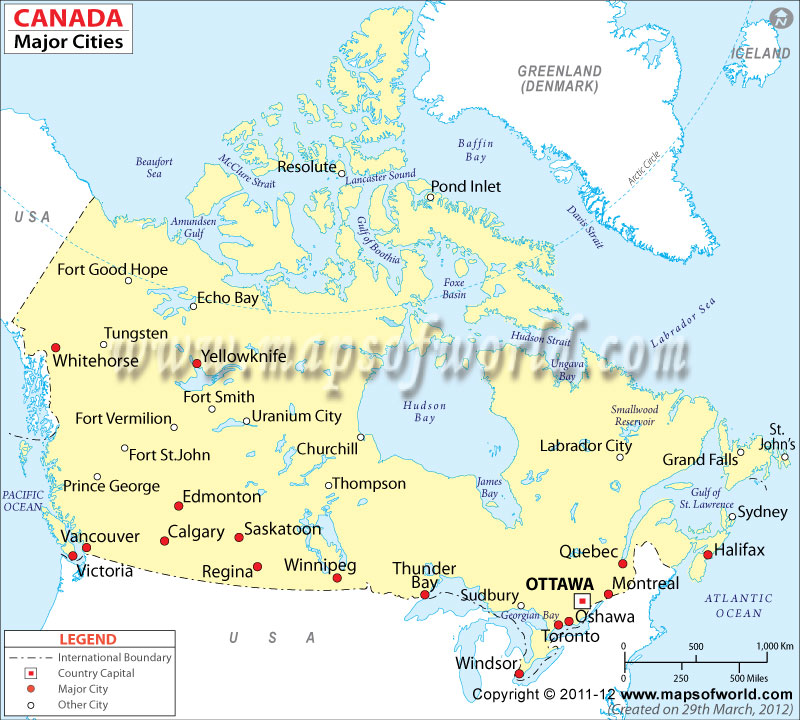 CANADA
Major Cities
N
ICELAND
GREENLAND
(DENMARK)
Baffin
Bay
Beaufort
Sea
McClure Strait
Resolute
Lancaster Sound
Arctic Circle
Pond Inlet
USA
Amundsen
Gulf
Gulf of Boothia
Davis Strait
Fort Good Hope
Echo Bay
Foxe
Basin
Labrador Sea
Tungsten
Whitehorse
Yellowknife
www.mapsofworld.com
Hudson Strait
Ungava
Bay
Fort Smith
Fort Vermilion
Uranium City
Hudson
Bay
Smallwood
Reservoir
St.
John's
Fort St.John
Churchill
Labrador City
Grand Falls
Prince George
Thompson
James
Bay
Gulf of
St. Lawrence
PACIFIC
OCEAN
Edmonton
Sydney
Vancouver
Calgary
Saskatoon
Victoria
Regina
Winnipeg
Thunder
Bay
Quebec
Halifax
OTTAWA
Montreal
Sudbury
Georgian Bay
Oshawa
Toronto
ATLANTIC
OCEAN
USA
Windsor
LEGEND
International Boundary
Country Capital
Major City
Other City
0 500 1,000 Km
0 250 500 Miles
Copyright © 2011-12 www.mapsofworld.com
(Created on 29th March, 2012)